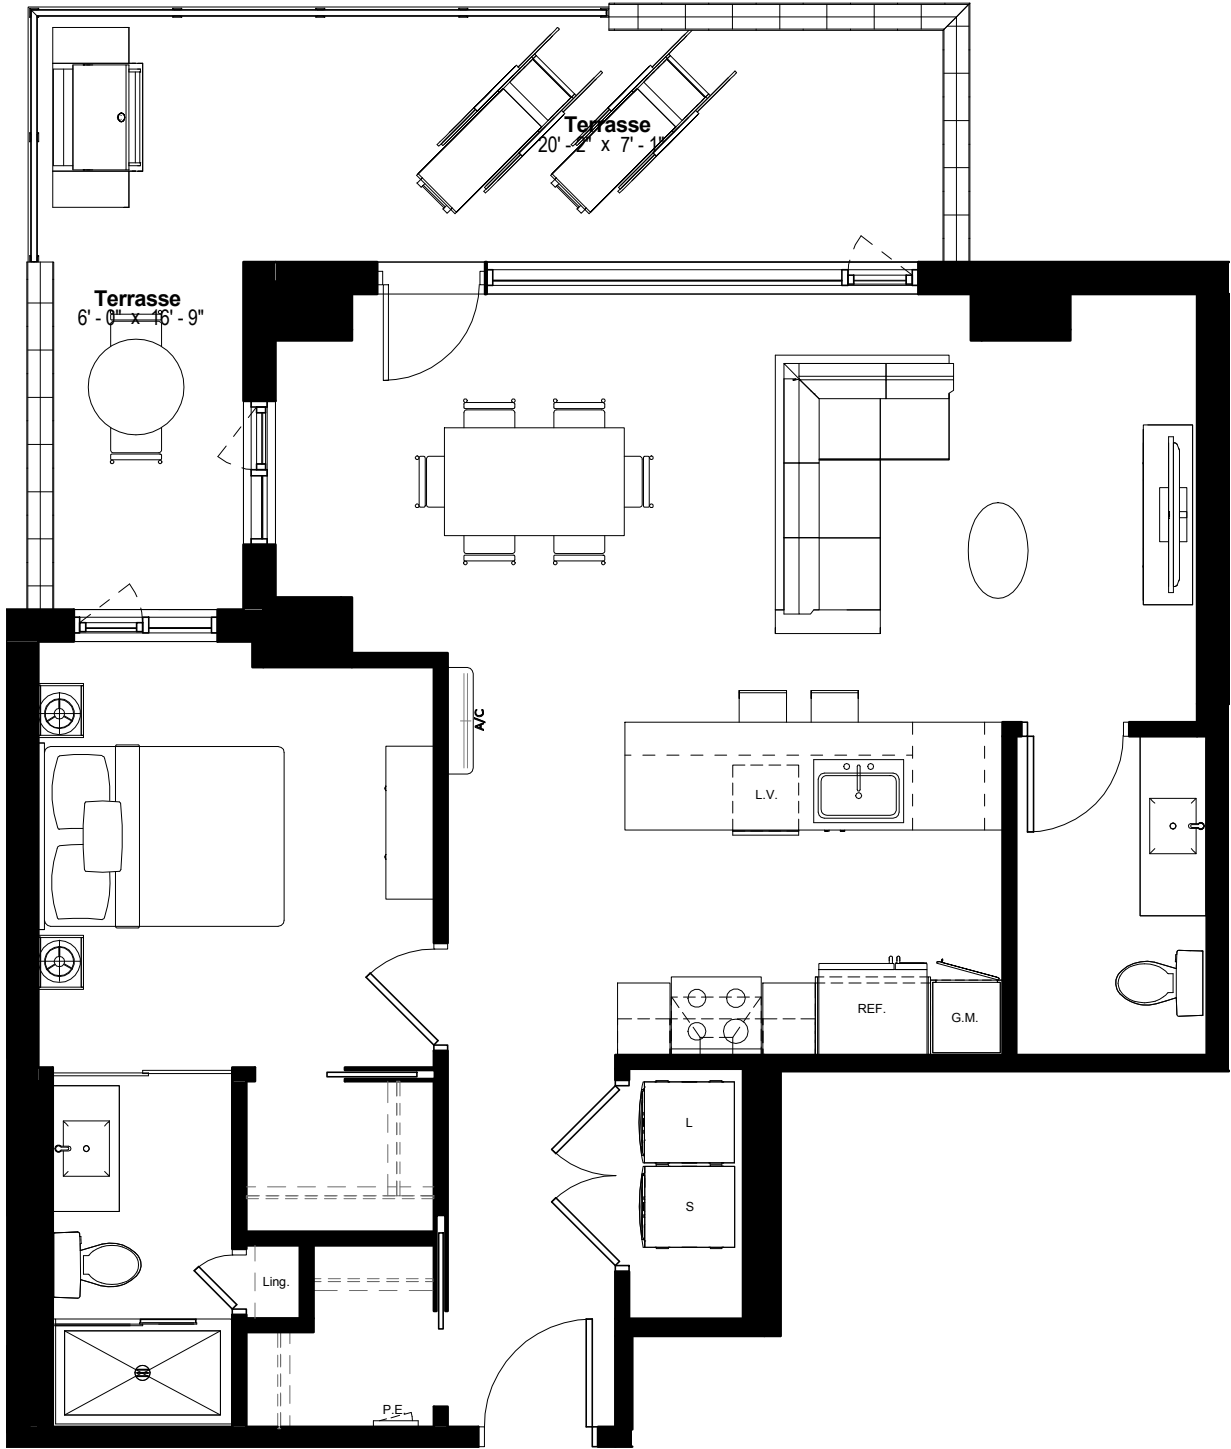 Terrasse
20' - 2" x 7' - 1"
Terrasse
6' - 0" x 16' - 9"
A/C
L.V.
REF.
G.M.
L
S
Ling.
P.E.